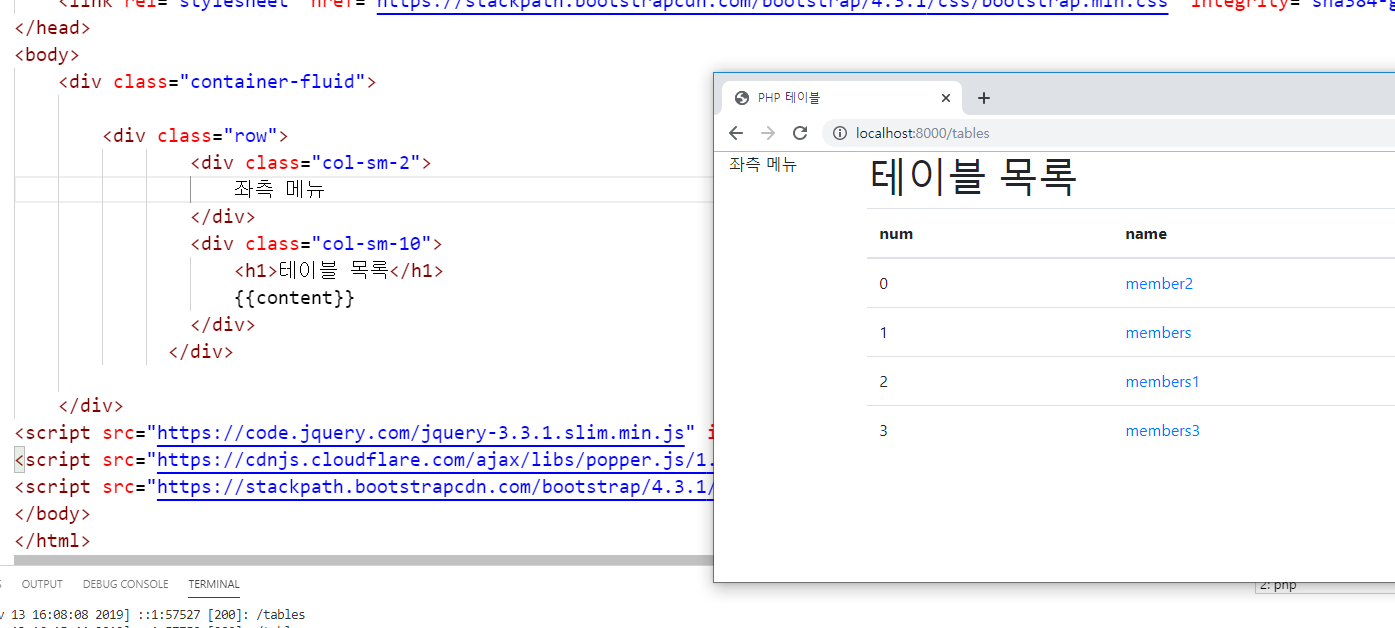 <link rel="stylesheet" href="https://stackpath.bootstrapcdn.com/bootstrap/4.3.1/css/bootstrap.min.css" integrity="sha384-g
</head>
<body>
<div class="container-fluid">
<div class="row">
<div class="col-sm-2">
좌측 메뉴
</div>
<div class="col-sm-10">
<h1>테이블 목록</h1>
{{content}}
</div>
</div>
</div>
<script src="https://code.jquery.com/jquery-3.3.1.slim.min.js" i
<script src="https://cdnjs.cloudflare.com/ajax/libs/popper.js/1.
<script src="https://stackpath.bootstrapcdn.com/bootstrap/4.3.1/
</body>
</html>
PHP 테이블
localhost:8000/tables
좌측 메뉴
테이블 목록
num name
0 member2
1 members
2 members1
3 members3
OUTPUT DEBUG CONSOLE TERMINAL
2: php
v 13 16:08:08 2019] ::1:57527 [200]: /tables